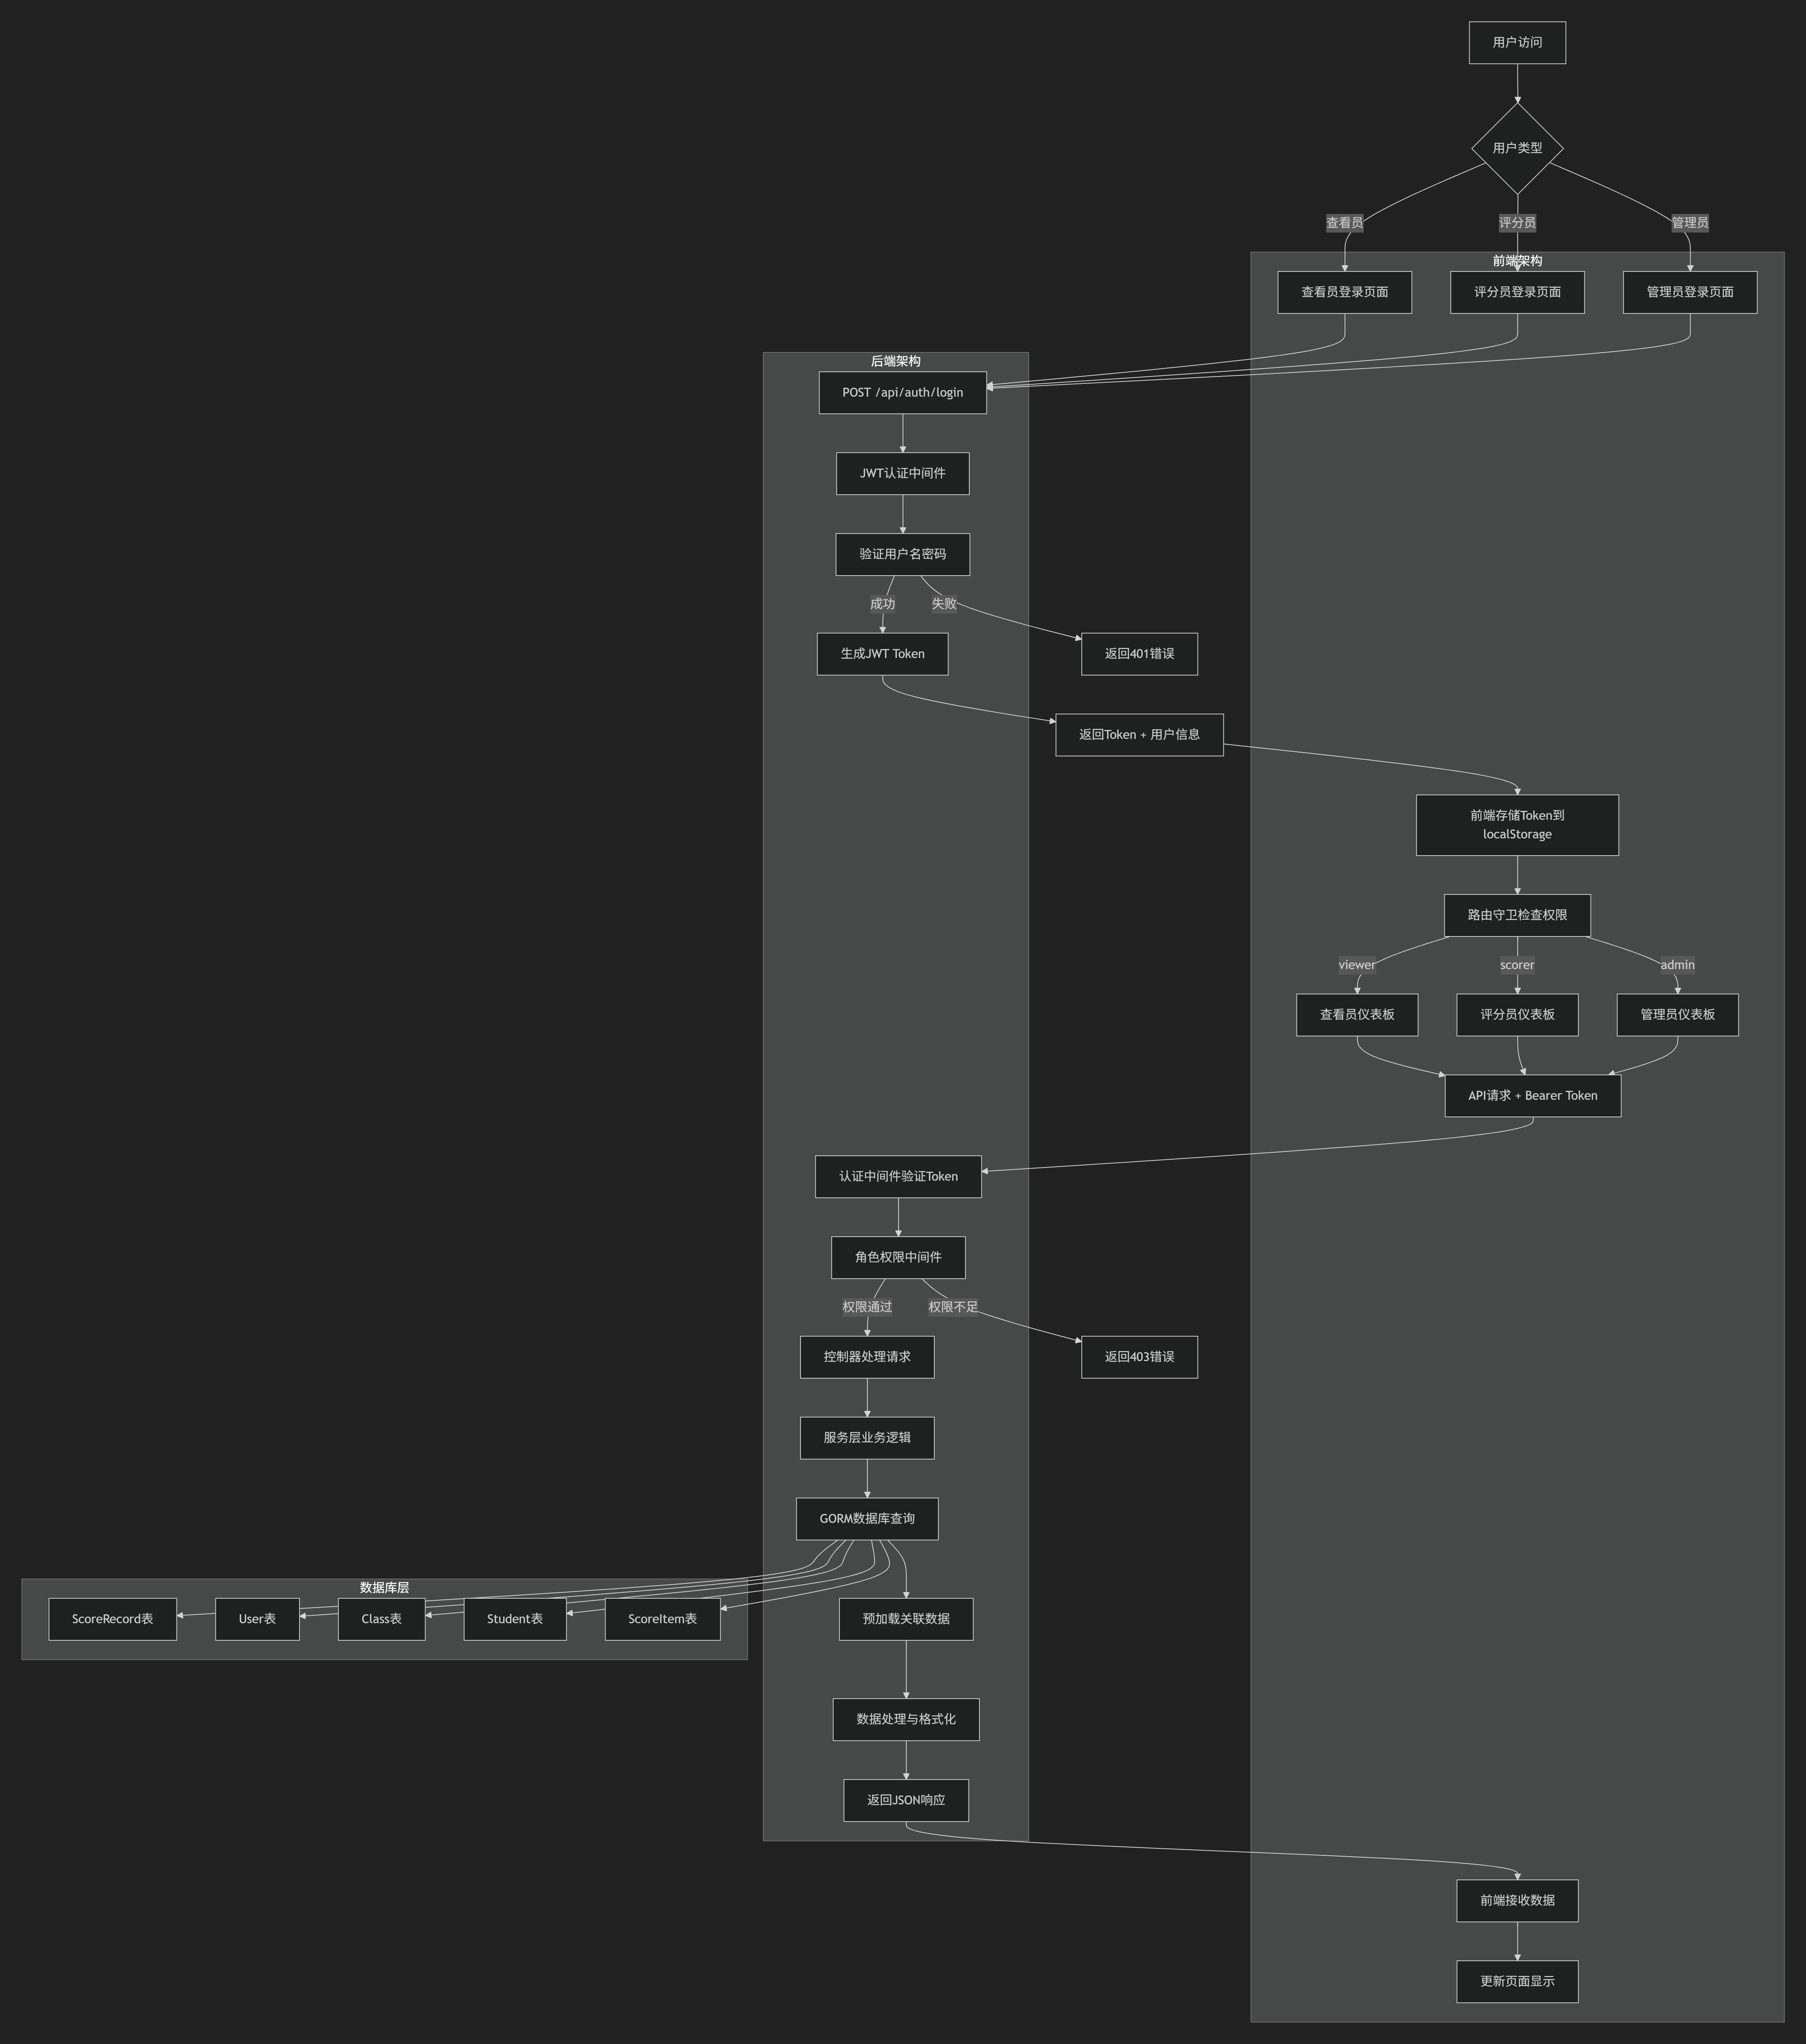 用户访问
用户类型
查看员
评分员
管理员
前端架构
查看员登录页面
评分员登录页面
管理员登录页面
后端架构
POST /api/auth/login
JWT认证中间件
验证用户名密码
成功
失败
生成JWT Token
返回401错误
返回Token + 用户信息
前端存储Token到
localStorage
路由守卫检查权限
viewer
scorer
admin
查看员仪表板
评分员仪表板
管理员仪表板
API请求 + Bearer Token
认证中间件验证Token
角色权限中间件
权限通过
权限不足
控制器处理请求
返回403错误
服务层业务逻辑
GORM数据库查询
数据库层
ScoreRecord表
User表
Class表
Student表
ScoreItem表
预加载关联数据
数据处理与格式化
返回JSON响应
前端接收数据
更新页面显示